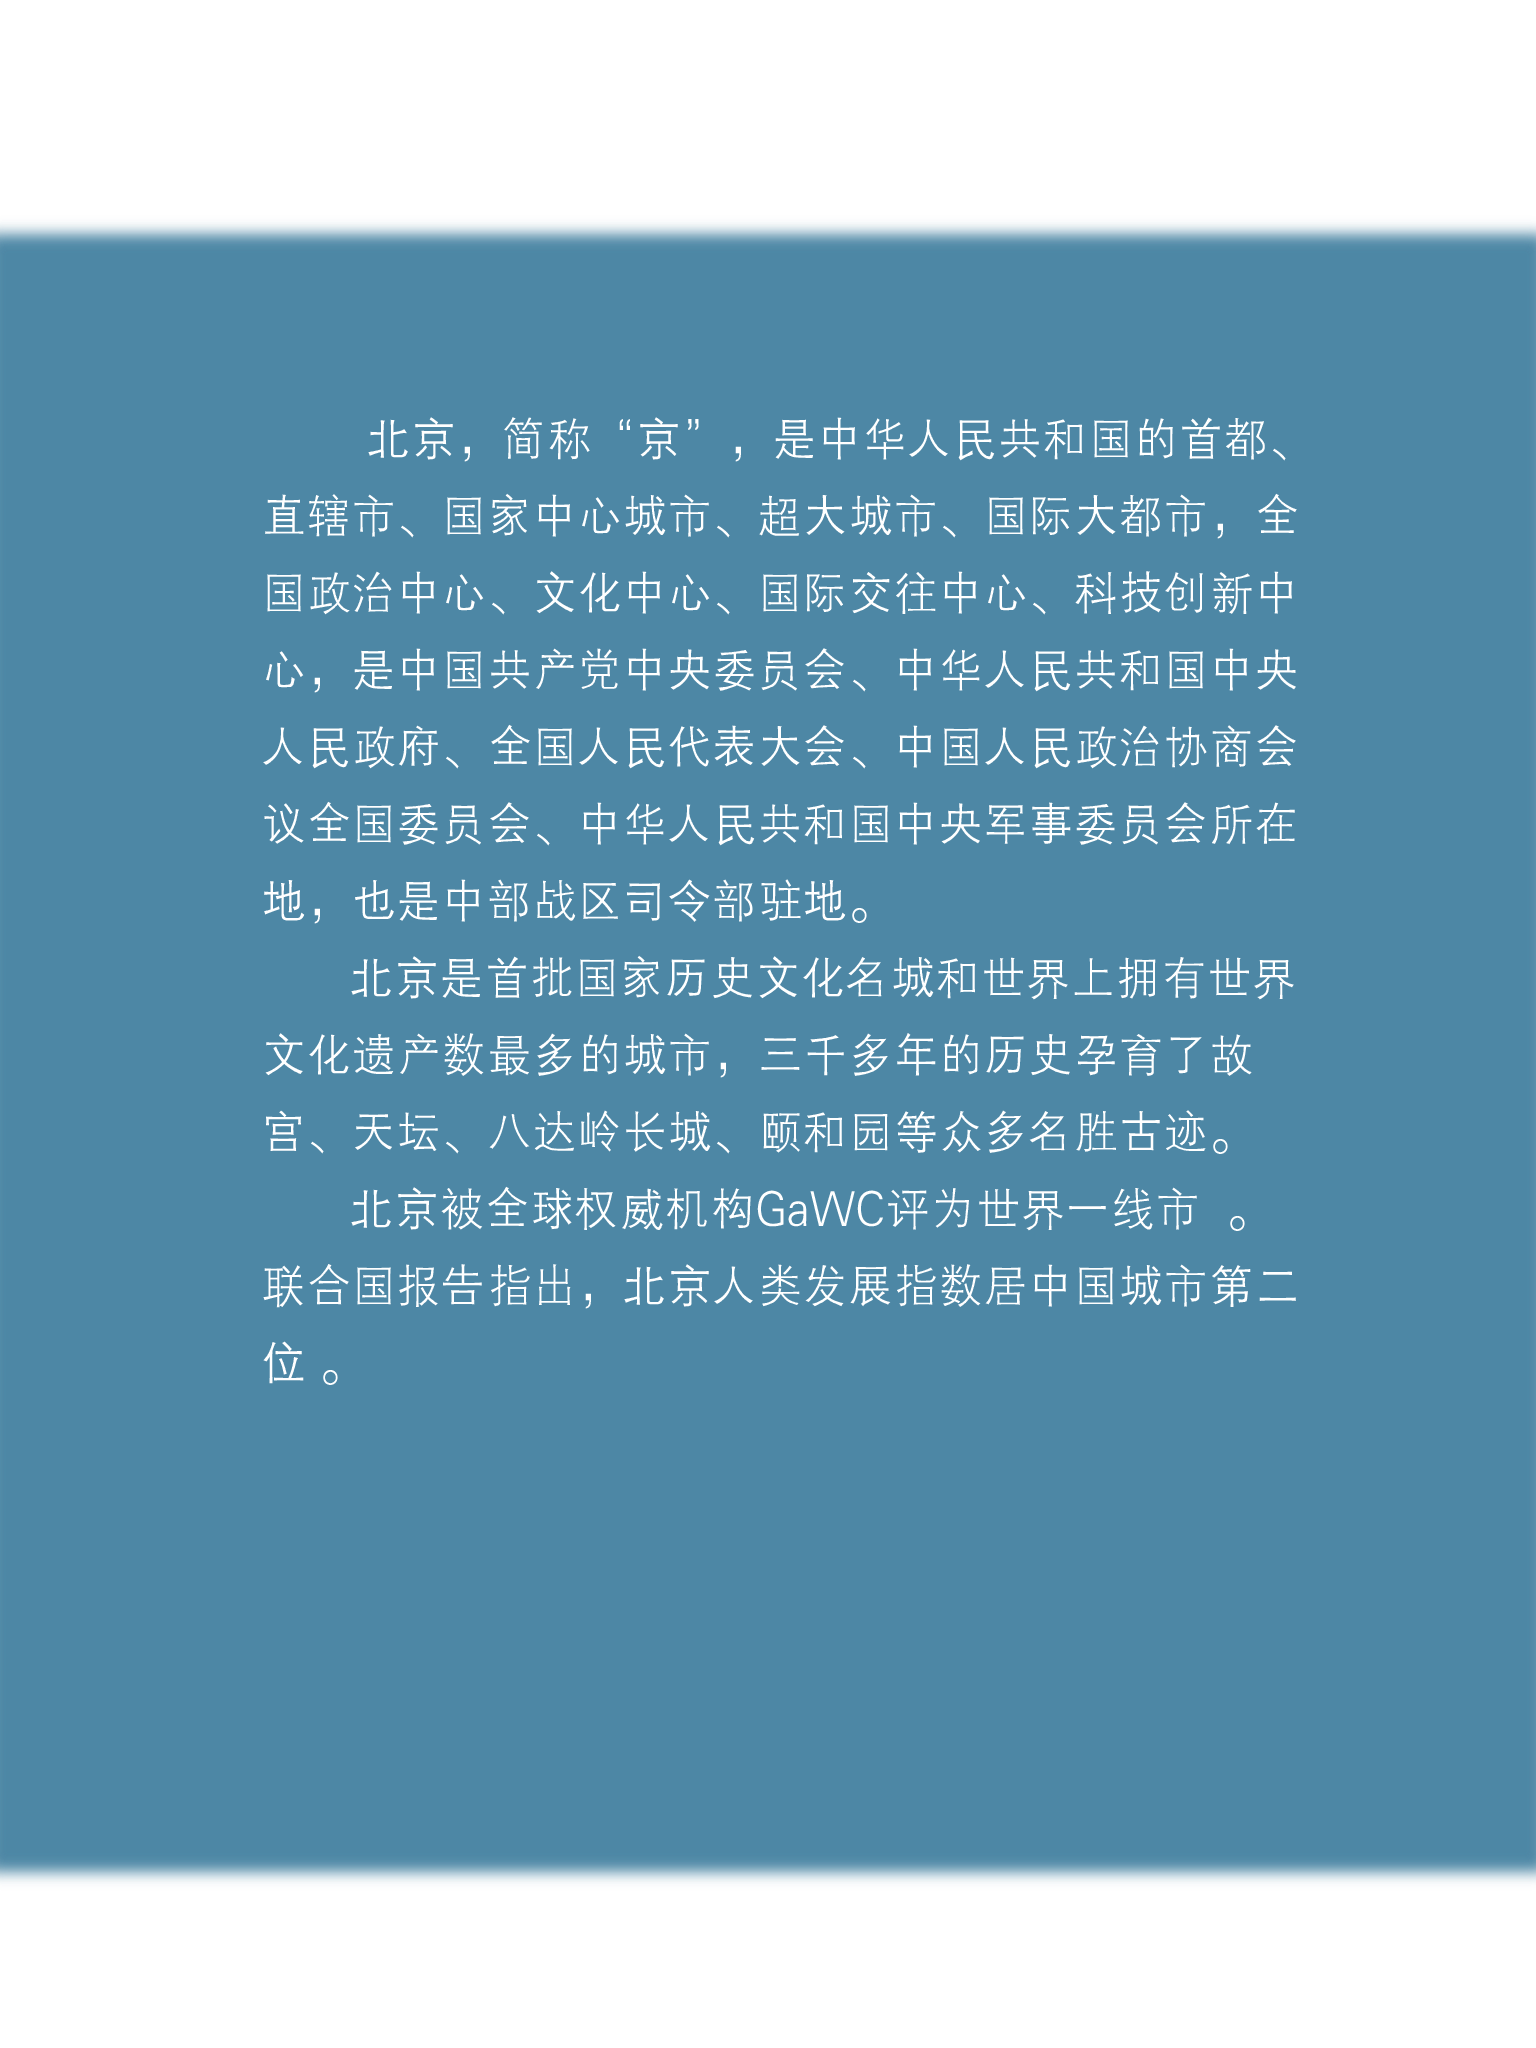 北京，简称“京”，是中华人民共和国的首都、
直辖市、国家中心城市、超大城市、国际大都市，全
国政治中心、文化中心、国际交往中心、科技创新中
心，是中国共产党中央委员会、中华人民共和国中央
人民政府、全国人民代表大会、中国人民政治协商会
议全国委员会、中华人民共和国中央军事委员会所在
地，也是中部战区司令部驻地。
北京是首批国家历史文化名城和世界上拥有世界
文化遗产数最多的城市，三千多年的历史孕育了故
宫、天坛、八达岭长城、颐和园等众多名胜古迹。
北京被全球权威机构GaWC评为世界一线市 。
联合国报告指出，北京人类发展指数居中国城市第二
位 。